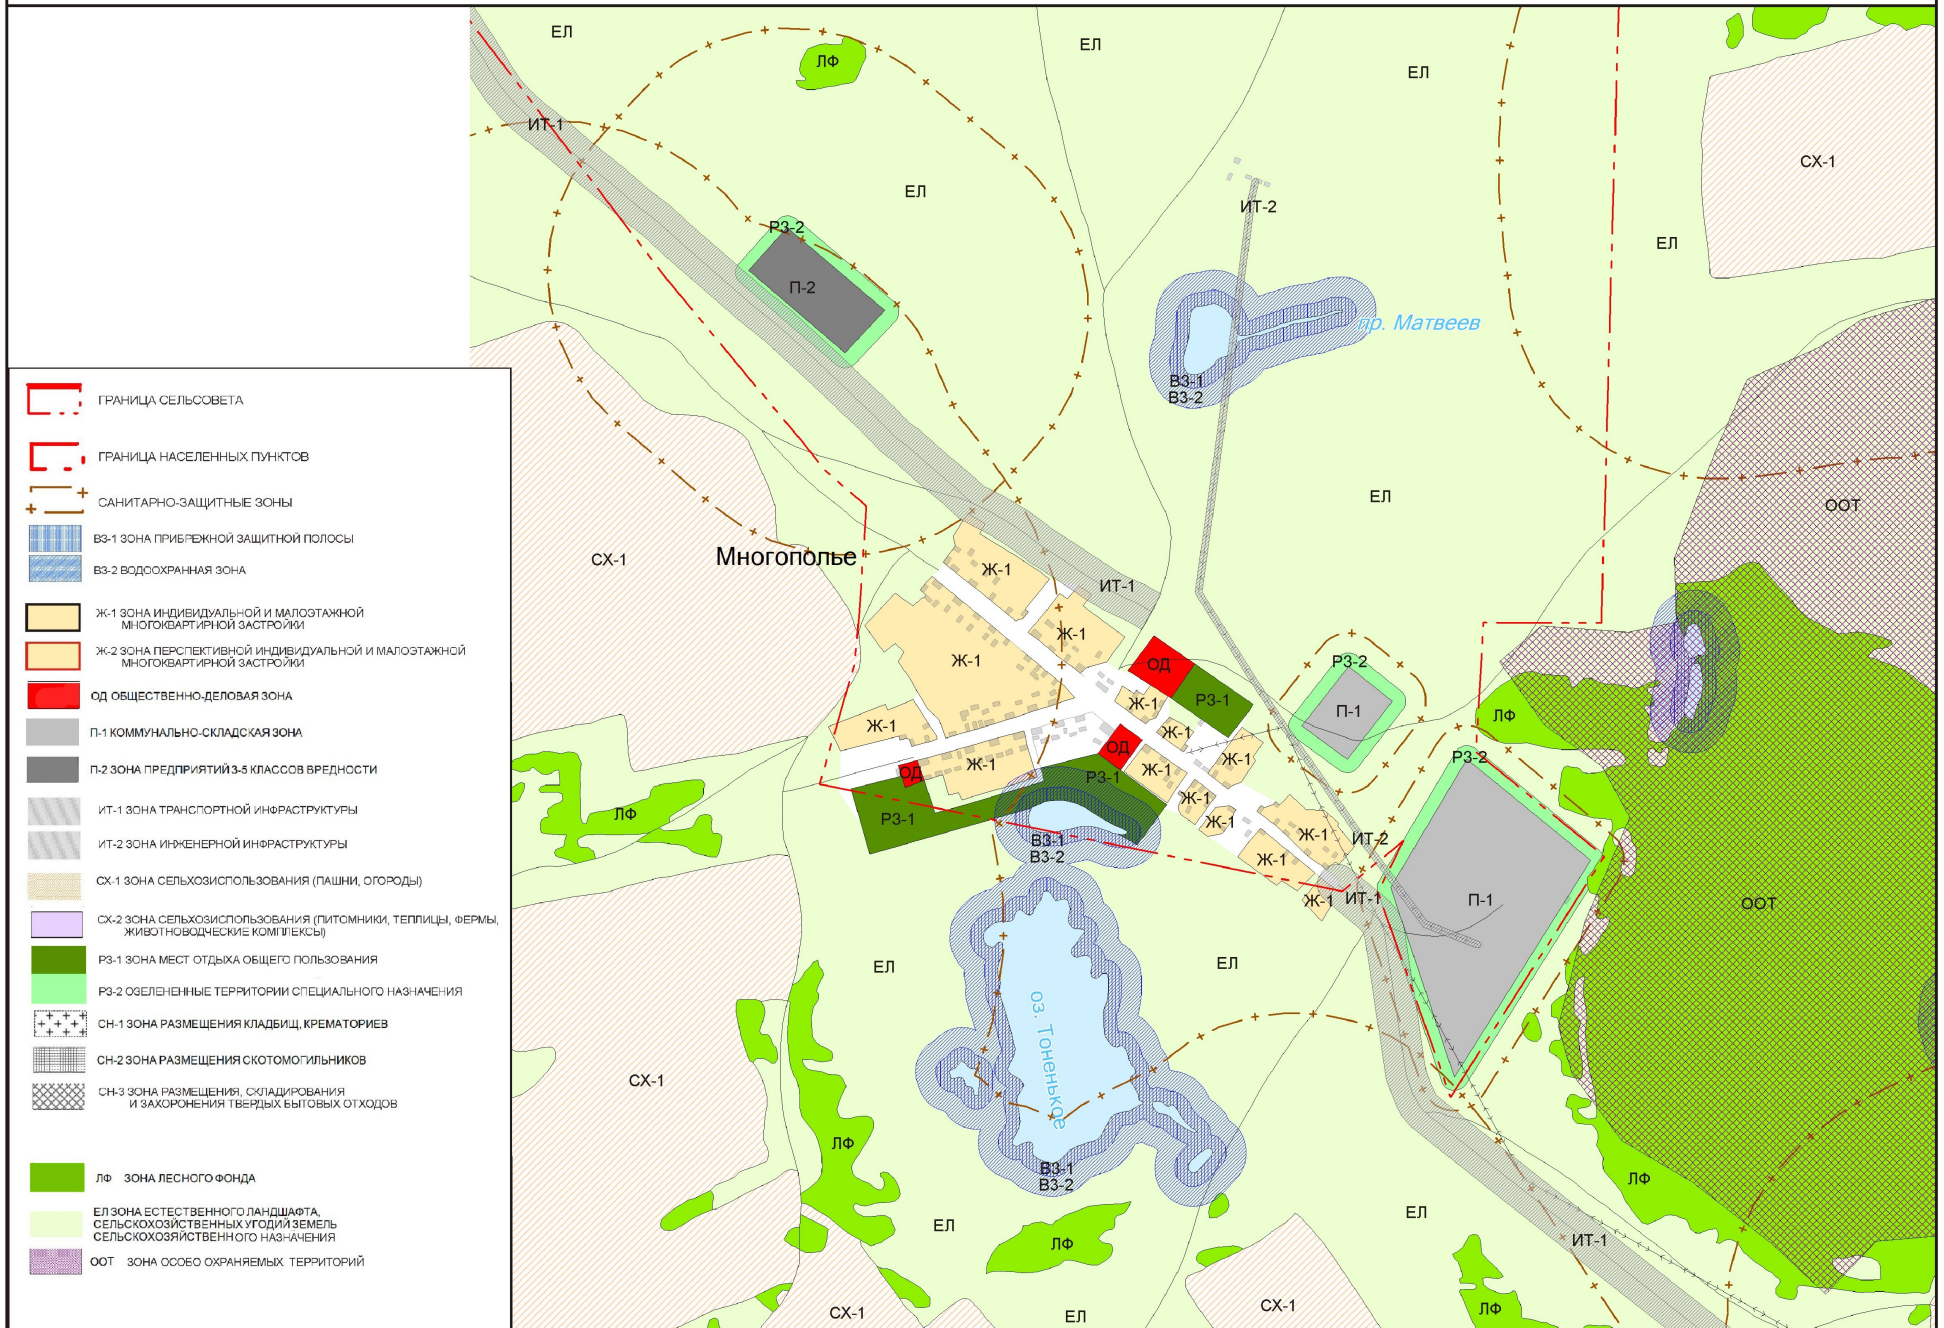 ЕЛ
ЕЛ
ЛФ
ЕЛ
ИТ-1
СХ-1
ЕЛ
ИТ-2
РЗ-2
ЕЛ
П-2
пр. Матвеев
ВЗ-1
ВЗ-2
ЕЛ
ООТ
СХ-1
Многополье
Ж-1
ИТ-1
Ж-1
Ж-1
ОД
РЗ-2
РЗ-1
Ж-1
П-1
ЛФ
Ж-1
Ж-1
ОД
РЗ-2
Ж-1
Ж-1
ОД
Ж-1
РЗ-1
Ж-1
ЛФ
РЗ-1
Ж-1
Ж-1
ИТ-2
ВЗ-1
ВЗ-2
Ж-1
Ж-1
ИТ-1
П-1
ООТ
ЕЛ
ЕЛ
оз. Тоненькое
СХ-1
ЛФ
ВЗ-1
ВЗ-2
ЛФ
ЕЛ
ЕЛ
ЛФ
ИТ-1
СХ-1
ЕЛ
СХ-1
ЛФ
ГРАНИЦА СЕЛЬСОВЕТА
ГРАНИЦА НАСЕЛЕННЫХ ПУНКТОВ
САНИТАРНО-ЗАЩИТНЫЕ ЗОНЫ
ВЗ-1 ЗОНА ПРИБРЕЖНОЙ ЗАЩИТНОЙ ПОЛОСЫ
ВЗ-2 ВОДООХРАННАЯ ЗОНА
Ж-1 ЗОНА ИНДИВИДУАЛЬНОЙ И МАЛОЭТАЖНОЙ
МНОГОКВАРТИРНОЙ ЗАСТРОЙКИ
Ж-2 ЗОНА ПЕРСПЕКТИВНОЙ ИНДИВИДУАЛЬНОЙ И МАЛОЭТАЖНОЙ
МНОГОКВАРТИРНОЙ ЗАСТРОЙКИ
ОД ОБЩЕСТВЕННО-ДЕЛОВАЯ ЗОНА
П-1 КОММУНАЛЬНО-СКЛАДСКАЯ ЗОНА
П-2 ЗОНА ПРЕДПРИЯТИЙ 3-5 КЛАССОВ ВРЕДНОСТИ
ИТ-1 ЗОНА ТРАНСПОРТНОЙ ИНФРАСТРУКТУРЫ
ИТ-2 ЗОНА ИНЖЕНЕРНОЙ ИНФРАСТРУКТУРЫ
СХ-1 ЗОНА СЕЛЬХОЗИСПОЛЬЗОВАНИЯ (ПАШНИ, ОГОРОДЫ)
СХ-2 ЗОНА СЕЛЬХОЗИСПОЛЬЗОВАНИЯ (ПИТОМНИКИ, ТЕПЛИЦЫ, ФЕРМЫ,
ЖИВОТНОВОДЧЕСКИЕ КОМПЛЕКСЫ)
РЗ-1 ЗОНА МЕСТ ОТДЫХА ОБЩЕГО ПОЛЬЗОВАНИЯ
РЗ-2 ОЗЕЛЕНЕННЫЕ ТЕРРИТОРИИ СПЕЦИАЛЬНОГО НАЗНАЧЕНИЯ
СН-1 ЗОНА РАЗМЕЩЕНИЯ КЛАДБИЩ, КРЕМАТОРИЕВ
СН-2 ЗОНА РАЗМЕЩЕНИЯ СКОТОМОГИЛЬНИКОВ
СН-3 ЗОНА РАЗМЕЩЕНИЯ, СКЛАДИРОВАНИЯ
И ЗАХОРОНЕНИЯ ТВЕРДЫХ БЫТОВЫХ ОТХОДОВ
ЛФ ЗОНА ЛЕСНОГО ФОНДА
ЕЛ ЗОНА ЕСТЕСТВЕННОГО ЛАНДШАФТА,
СЕЛЬСКОХОЗЙСТВЕННЫХ УГОДИЙ ЗЕМЕЛЬ
СЕЛЬСКОХОЗЯЙСТВЕННОГО НАЗНАЧЕНИЯ
ООТ ЗОНА ОСОБО ОХРАНЯЕМЫХ ТЕРРИТОРИЙ